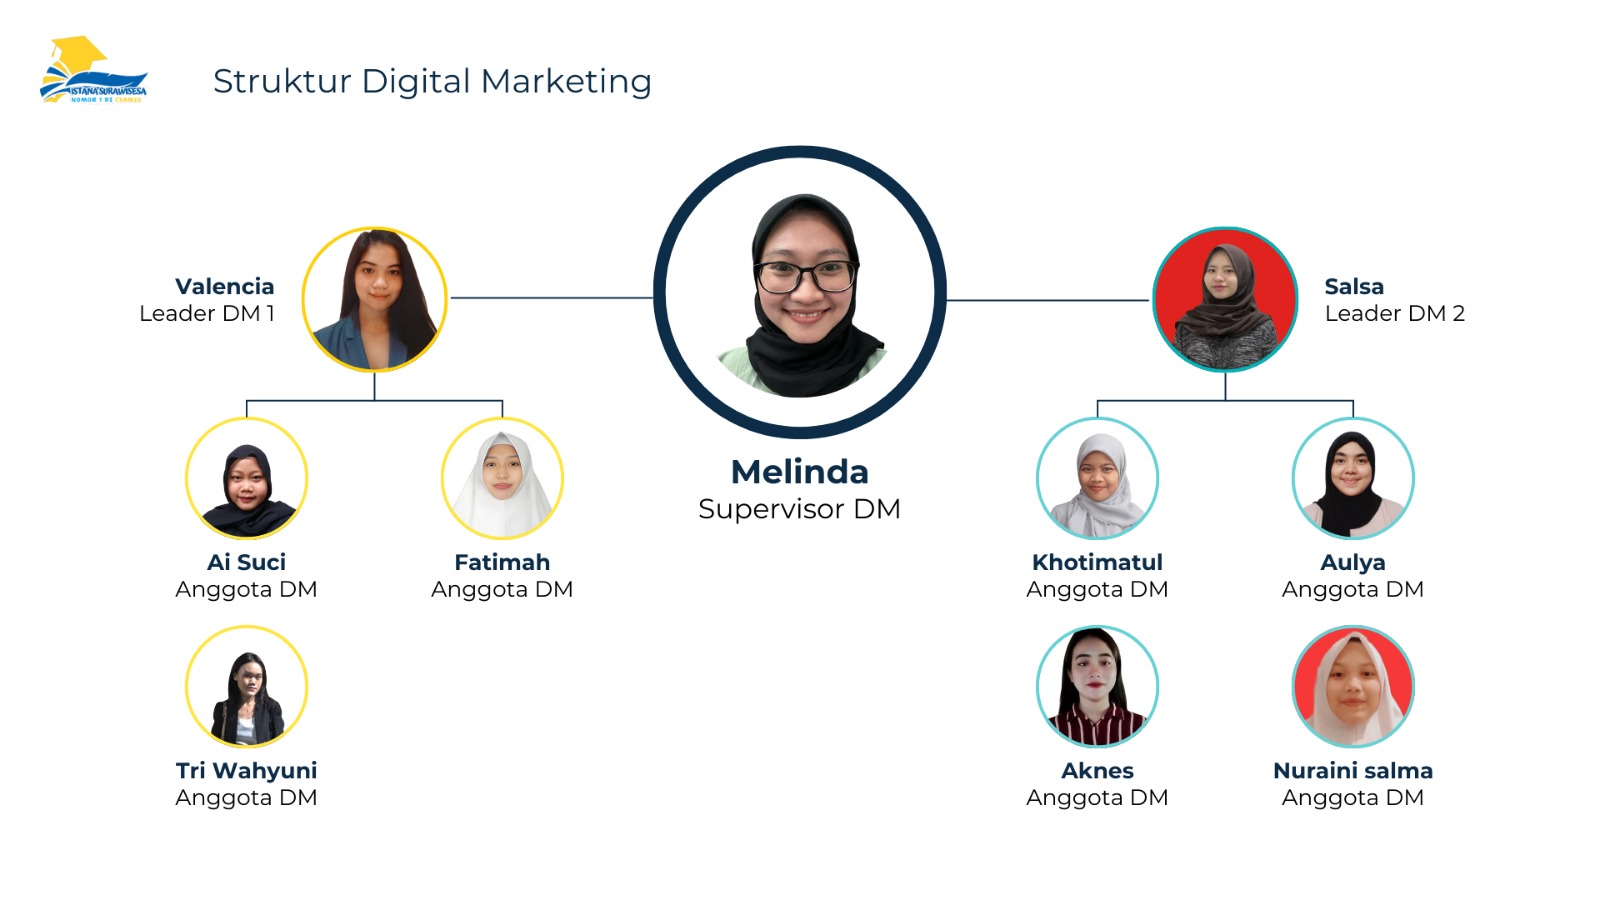 ISTANA SURAWISESA
NOMOR 1 DI CIAMIS
Struktur Digital Marketing
Valencia
Leader DM 1
Melinda
Supervisor DM
Salsa
Leader DM 2
Ai Suci
Anggota DM
Fatimah
Anggota DM
Khotimatul
Anggota DM
Aulya
Anggota DM
Tri Wahyuni
Anggota DM
Aknes
Anggota DM
Nuraini salma
Anggota DM